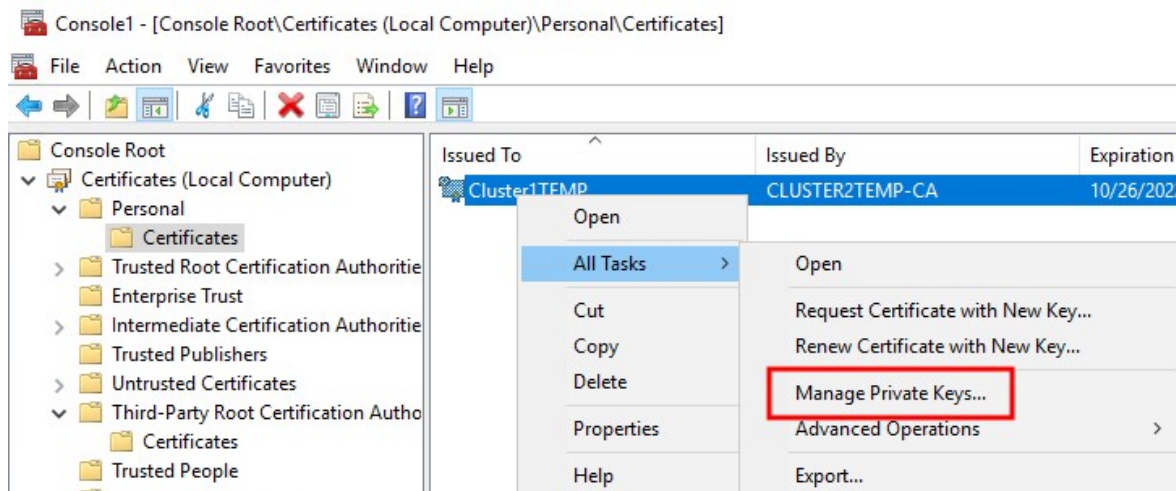 Console1 - [Console Root\Certificates (Local Computer)\Personal\Certificates]
File Action View Favorites Window Help
Console Root
Certificates (Local Computer)
Personal
Certificates
Trusted Root Certification Authoritie
Enterprise Trust
Intermediate Certification Authoritie
Trusted Publishers
Untrusted Certificates
Third-Party Root Certification Autho
Certificates
Trusted People
Issued To Issued By Expiration
Cluster1TEMP CLUSTER2TEMP-CA 10/26/202
Open
All Tasks
Cut
Copy
Delete
Properties
Help
Open
Request Certificate with New Key...
Renew Certificate with New Key...
Manage Private Keys...
Advanced Operations
Export...